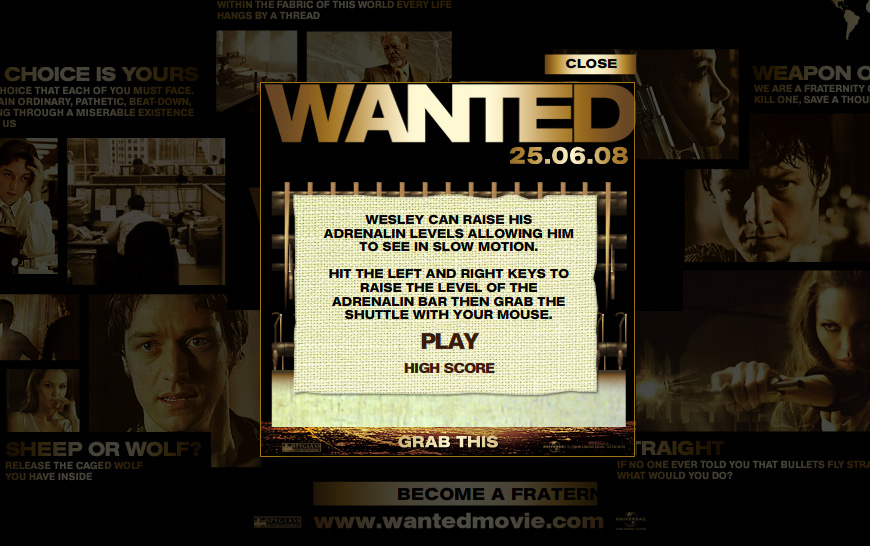 WITHIN THE FABRIC OF THIS WORLD EVERY LIFE
HANGS BY A THREAD
CHOICE IS YOURS
HOICE THAT EACH OF YOU MUST FACE.
AIN ORDINARY, PATHETIC, BEAT-DOWN,
NG THROUGH A MISERABLE EXISTENCE
US
CLOSE
WEAPON O
WE ARE A FRATERNITY O
KILL ONE, SAVE A THOUS
WANTED
25.06.08
WESLEY CAN RAISE HIS
ADRENALIN LEVELS ALLOWING HIM
TO SEE IN SLOW MOTION.
HIT THE LEFT AND RIGHT KEYS TO
RAISE THE LEVEL OF THE
ADRENALIN BAR THEN GRAB THE
SHUTTLE WITH YOUR MOUSE.
PLAY
HIGH SCORE
GRAB THIS
SHEEP OR WOLF?
RELEASE THE CAGED WOLF
YOU HAVE INSIDE
TRAIGHT
IF NO ONE EVER TOLD YOU THAT BULLETS FLY STRA
WHAT WOULD YOU DO?
BECOME A FRATERN
SPYGLASS
www.wantedmovie.com
UNIVERSAL